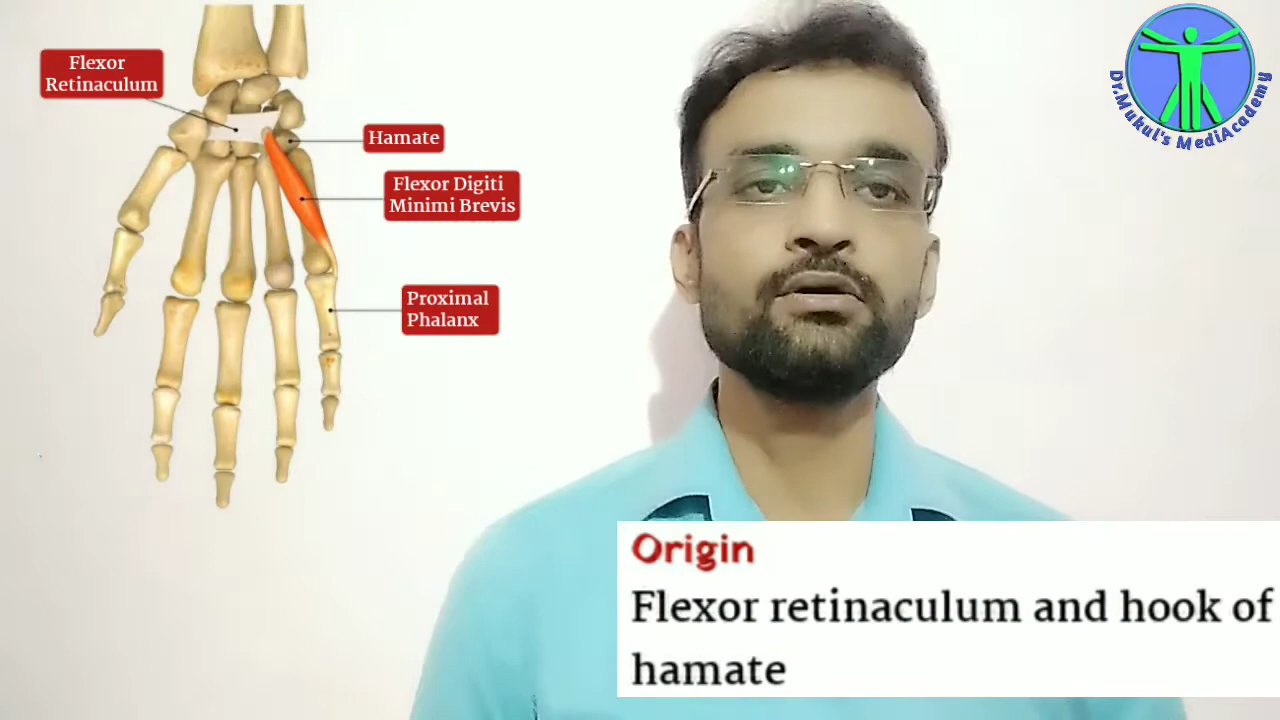 Flexor
Retinaculum
Hamate
Flexor Digiti
Minimi Brevis
Proximal
Phalanx
Dr.Mukul's MediAcademy
Origin
Flexor retinaculum and hook of
hamate